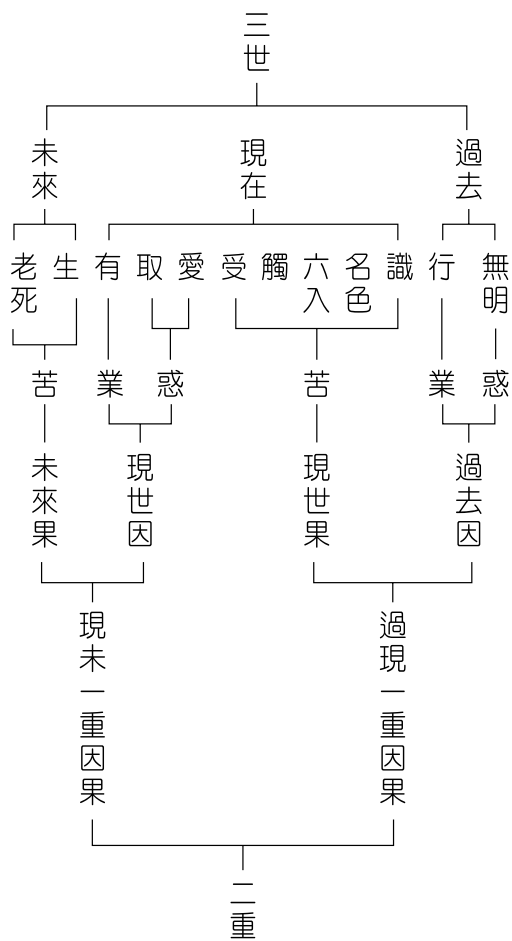 三世
過去
現在
未來
無明
行
識
名色
六入
觸
受
愛
取
有
生
老死
惑
業
苦
惑
業
苦
過去因
現世果
現世因
未來果
過現一重因果
現未一重因果
二重